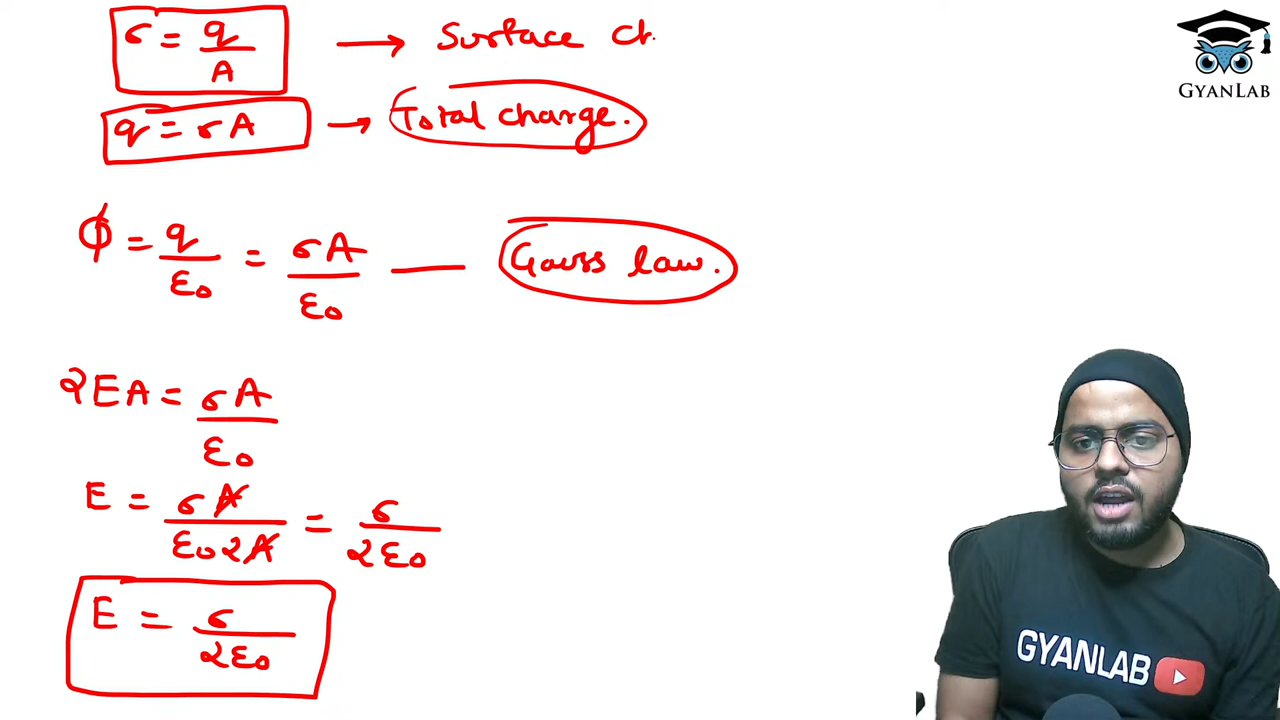 σ = q/A → Surface Ch
q = σA → Total charge.
GYANLAB
ϕ = q/ε0 = σA/ε0 — Gauss law.
2EA = σA/ε0
E = σA/ε02A = σ/2ε0
E = σ/2ε0
GYANLAB